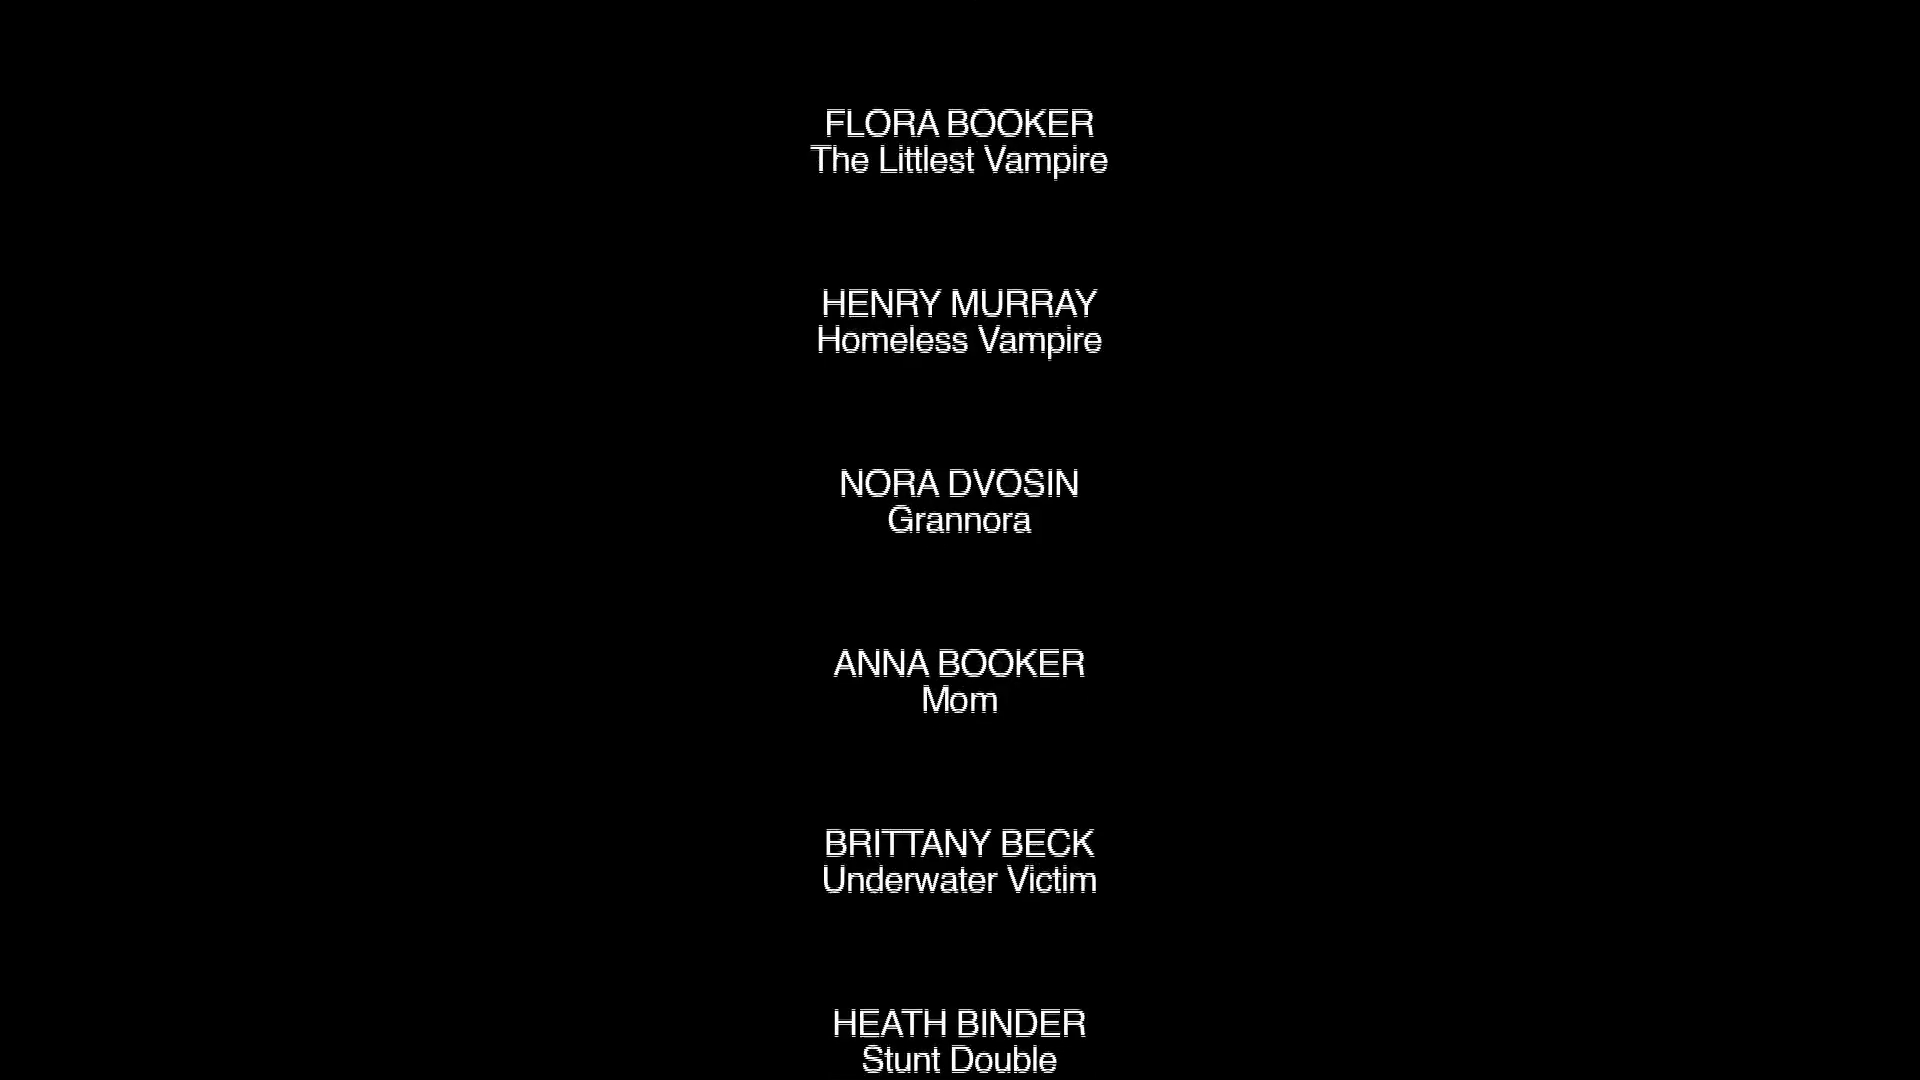 FLORA BOOKER
The Littlest Vampire
HENRY MURRAY
Homeless Vampire
NORA DVOSIN
Grannora
ANNA BOOKER
Mom
BRITTANY BECK
Underwater Victim
HEATH BINDER
Stunt Double